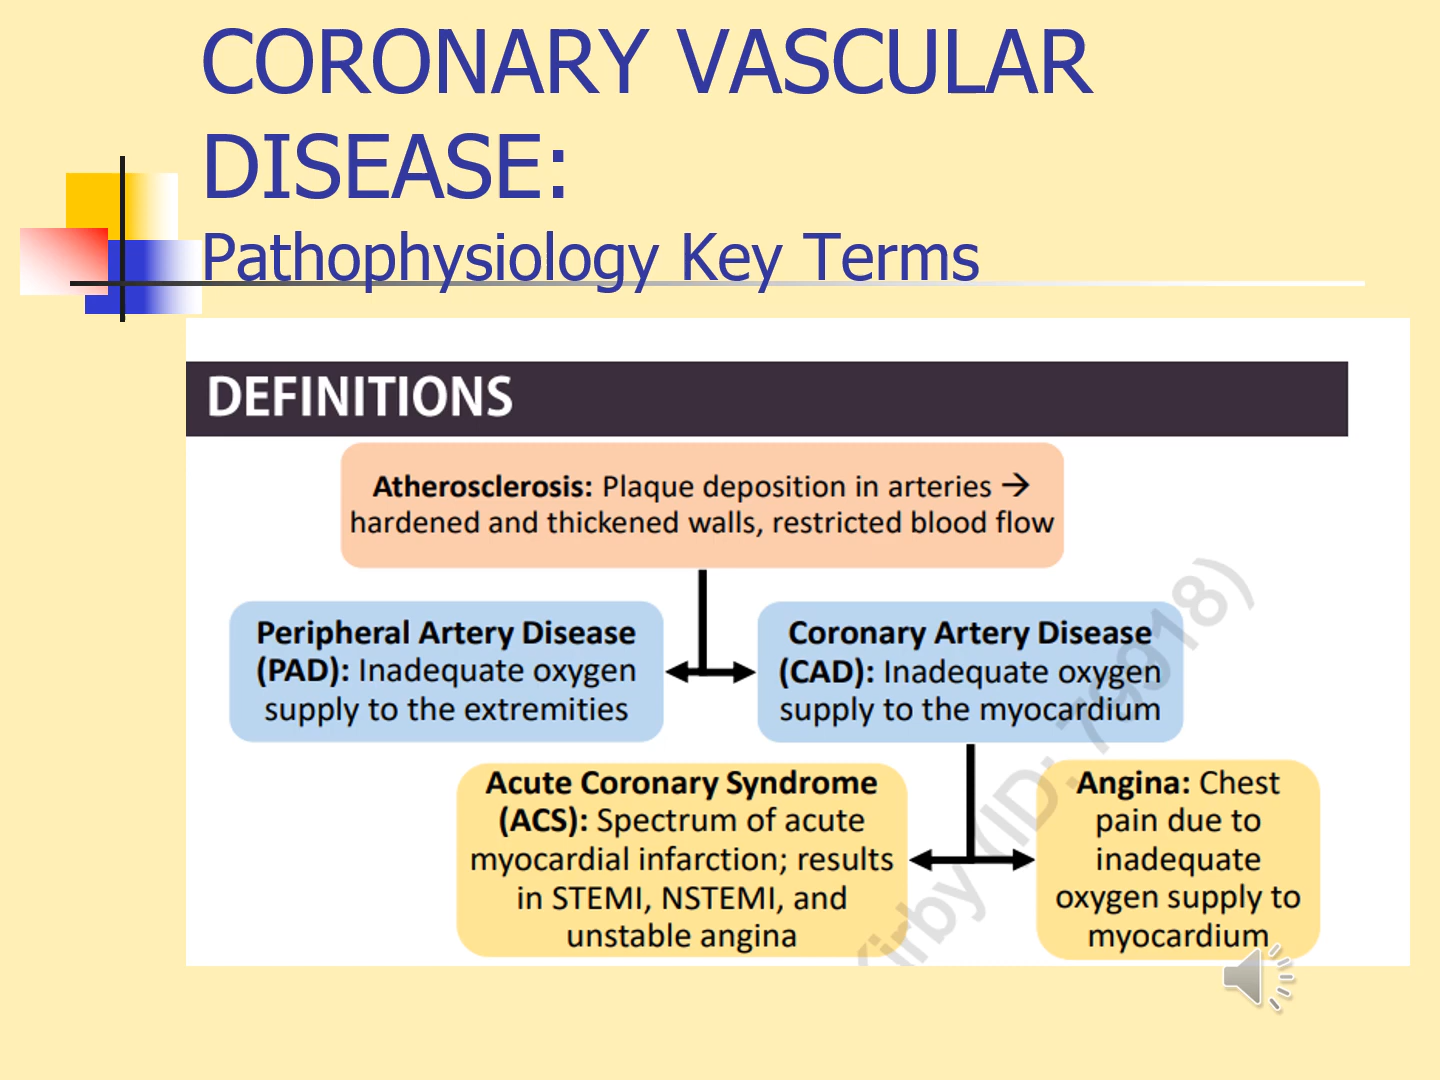 CORONARY VASCULAR
DISEASE:
Pathophysiology Key Terms
DEFINITIONS
Atherosclerosis: Plaque deposition in arteries →
hardened and thickened walls, restricted blood flow
Peripheral Artery Disease
(PAD): Inadequate oxygen
supply to the extremities
Coronary Artery Disease
(CAD): Inadequate oxygen
supply to the myocardium
Acute Coronary Syndrome
(ACS): Spectrum of acute
myocardial infarction; results
in STEMI, NSTEMI, and
unstable angina
Angina: Chest
pain due to
inadequate
oxygen supply to
myocardium
Kirby (ID: 79918)